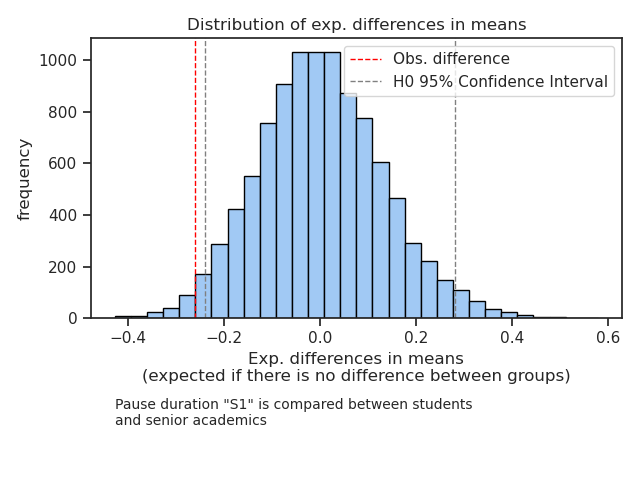 Distribution of exp. differences in means
Obs. difference
H0 95% Confidence Interval
frequency
1000
800
600
400
200
0
−0.4
−0.2
0.0
0.2
0.4
0.6
Exp. differences in means
(expected if there is no difference between groups)
Pause duration "S1" is compared between students
and senior academics